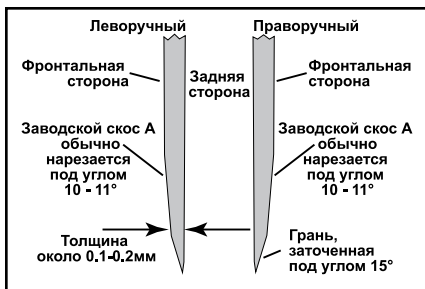 Леворучный
Праворучный
Фронтальная
сторона
Задняя
сторона
Фронтальная
сторона
Заводской скос А
обычно
нарезается
под углом
10 - 11°
Заводской скос А
обычно
нарезается
под углом
10 - 11°
Толщина
около 0.1-0.2мм
Грань,
заточенная
под углом 15°